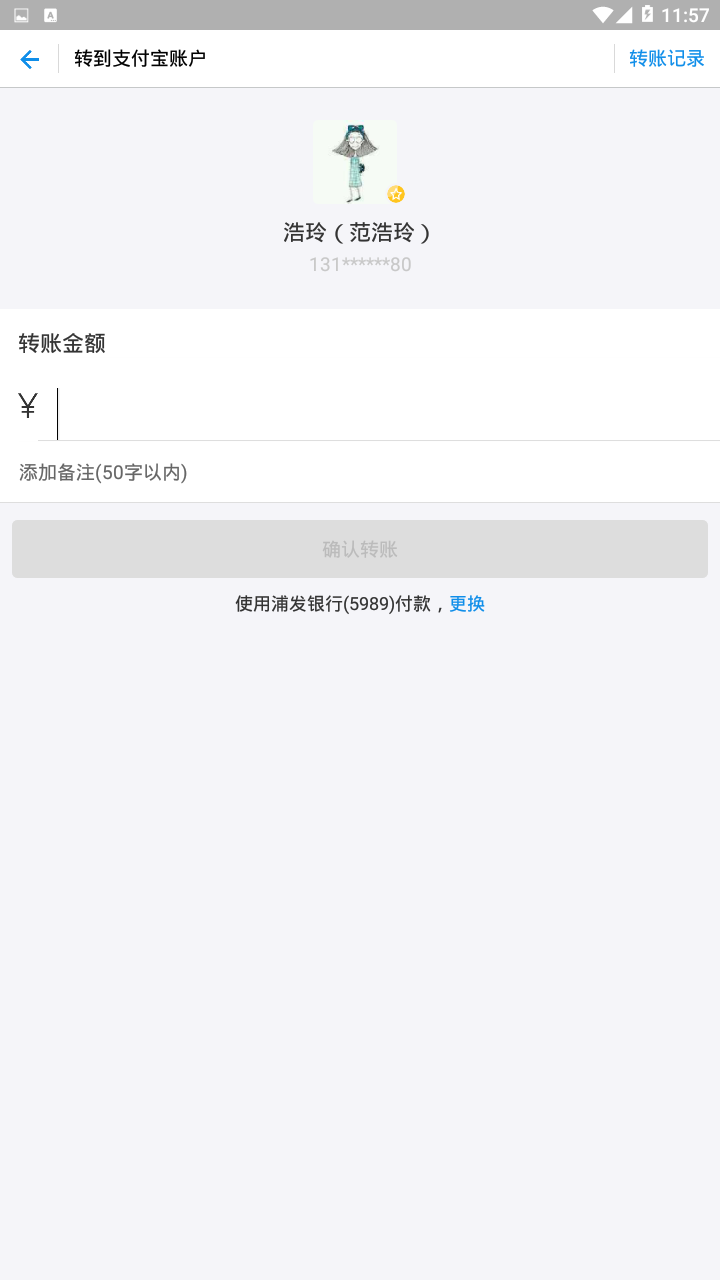 11:57
转到支付宝账户
转账记录
浩玲（范浩玲）
131******80
转账金额
¥
添加备注(50字以内)
确认转账
使用浦发银行(5989)付款，更换